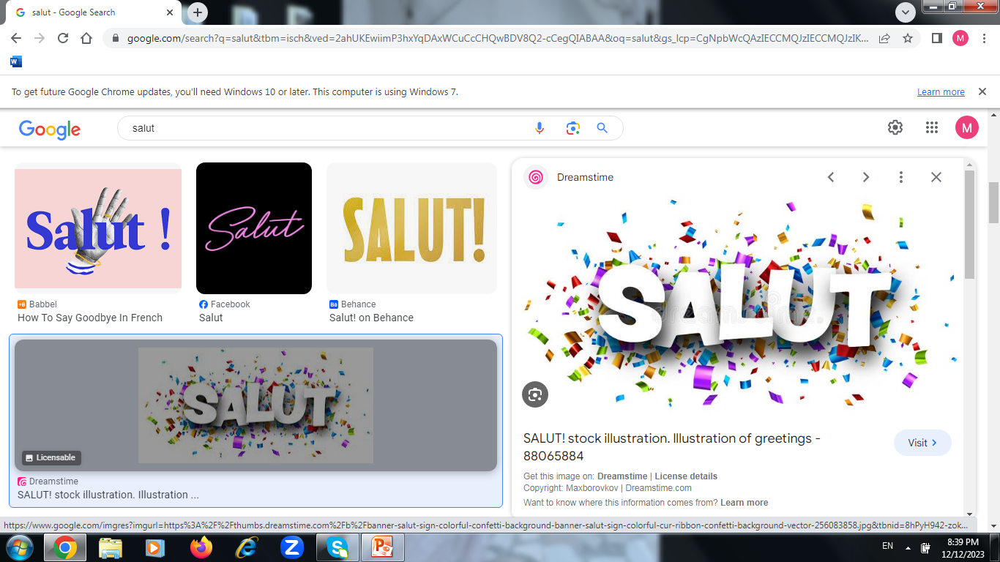 salut - Google Search
google.com/search?q=salut&tbm=isch&ved=2ahUKEwiimP3hxYqDAxWCuCcCHQwBDV8Q2-cCegQIABAA&oq=salut&gs_lcp=CgNpbWcQAzIECCMQJzIECCMQJzIK...
M
To get future Google Chrome updates, you'll need Windows 10 or later. This computer is using Windows 7.
Learn more
Google
salut
M
Salut !
Salut
SALUT!
Babbel
How To Say Goodbye In French
Facebook
Salut
Behance
Salut! on Behance
SALUT
Licensable
Dreamstime
SALUT! stock illustration. Illustration ...
Dreamstime
SALUT
dreamstime.
SALUT! stock illustration. Illustration of greetings -
88065884
Visit
Get this image on: Dreamstime | License details
Copyright: Maxborovkov | Dreamstime.com
Want to know where this information comes from? Learn more
https://www.google.com/imgres?imgurl=https%3A%2F%2Fthumbs.dreamstime.com%2Fb%2Fbanner-salut-sign-colorful-confetti-background-banner-salut-sign-colorful-cur-ribbon-confetti-background-vector-256083858.jpg&tbnid=8hPyH942-zok...
EN
8:39 PM
12/12/2023